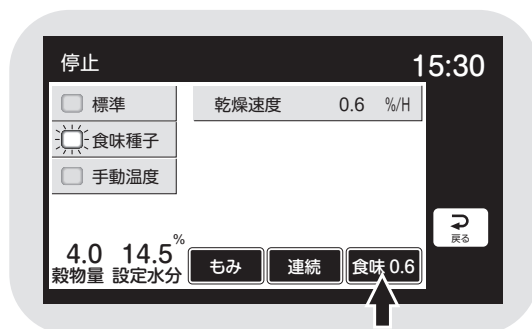 停止 15:30
標準 乾燥速度 0.6 %/H
食味種子
手動温度
戻る
4.0 14.5%
穀物量 設定水分 もみ 連続 食味 0.6